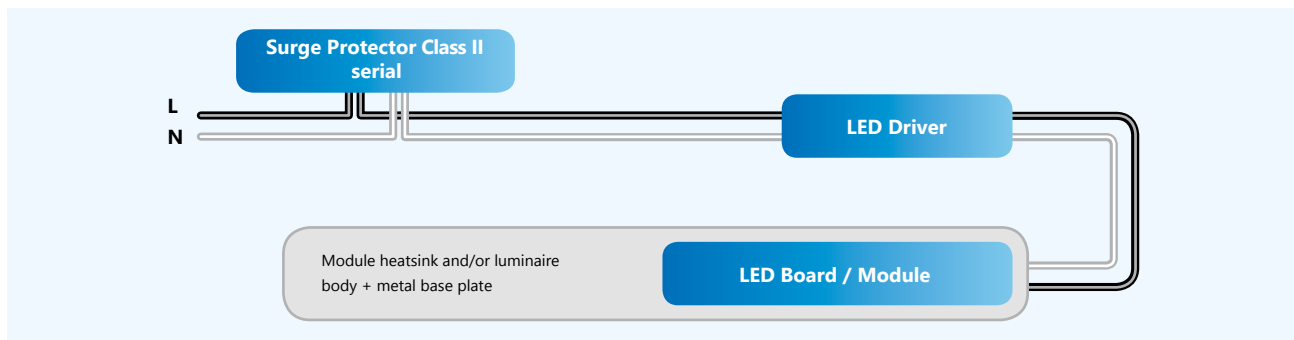 Surge Protector Class II
serial
L
N
LED Driver
Module heatsink and/or luminaire
body + metal base plate
LED Board / Module